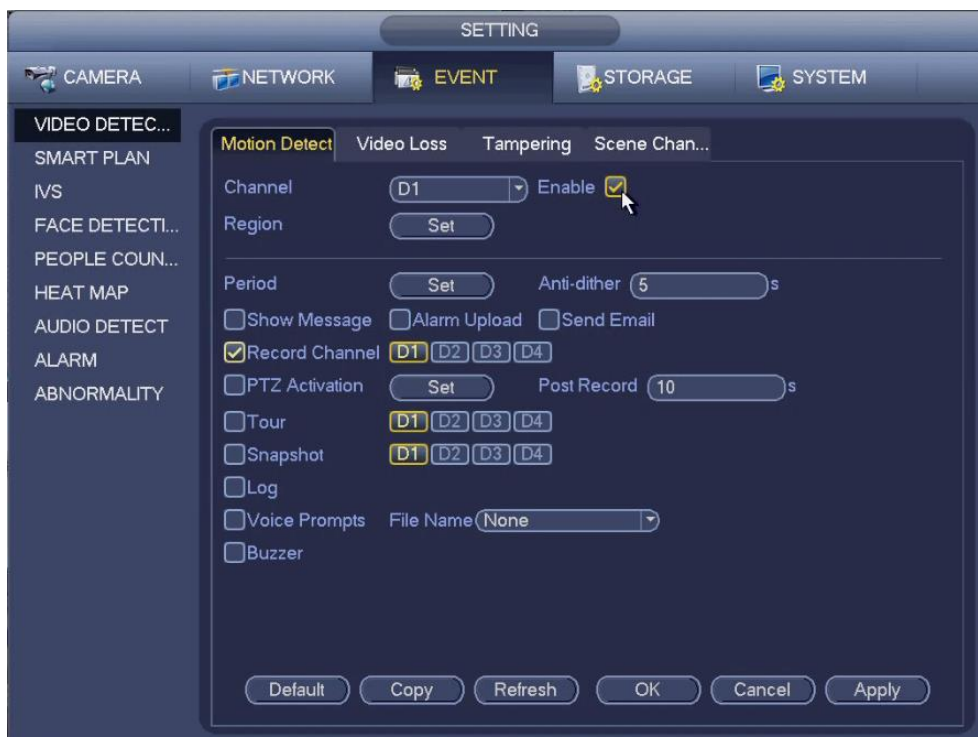 SETTING
CAMERA NETWORK EVENT STORAGE SYSTEM
VIDEO DETEC...
SMART PLAN
IVS
FACE DETECTI...
PEOPLE COUN...
HEAT MAP
AUDIO DETECT
ALARM
ABNORMALITY
Motion Detect Video Loss Tampering Scene Chan...
Channel D1 Enable
Region Set
Period Set Anti-dither 5 s
Show Message Alarm Upload Send Email
Record Channel D1 D2 D3 D4
PTZ Activation Set Post Record 10 s
Tour D1 D2 D3 D4
Snapshot D1 D2 D3 D4
Log
Voice Prompts File Name None
Buzzer
Default Copy Refresh OK Cancel Apply